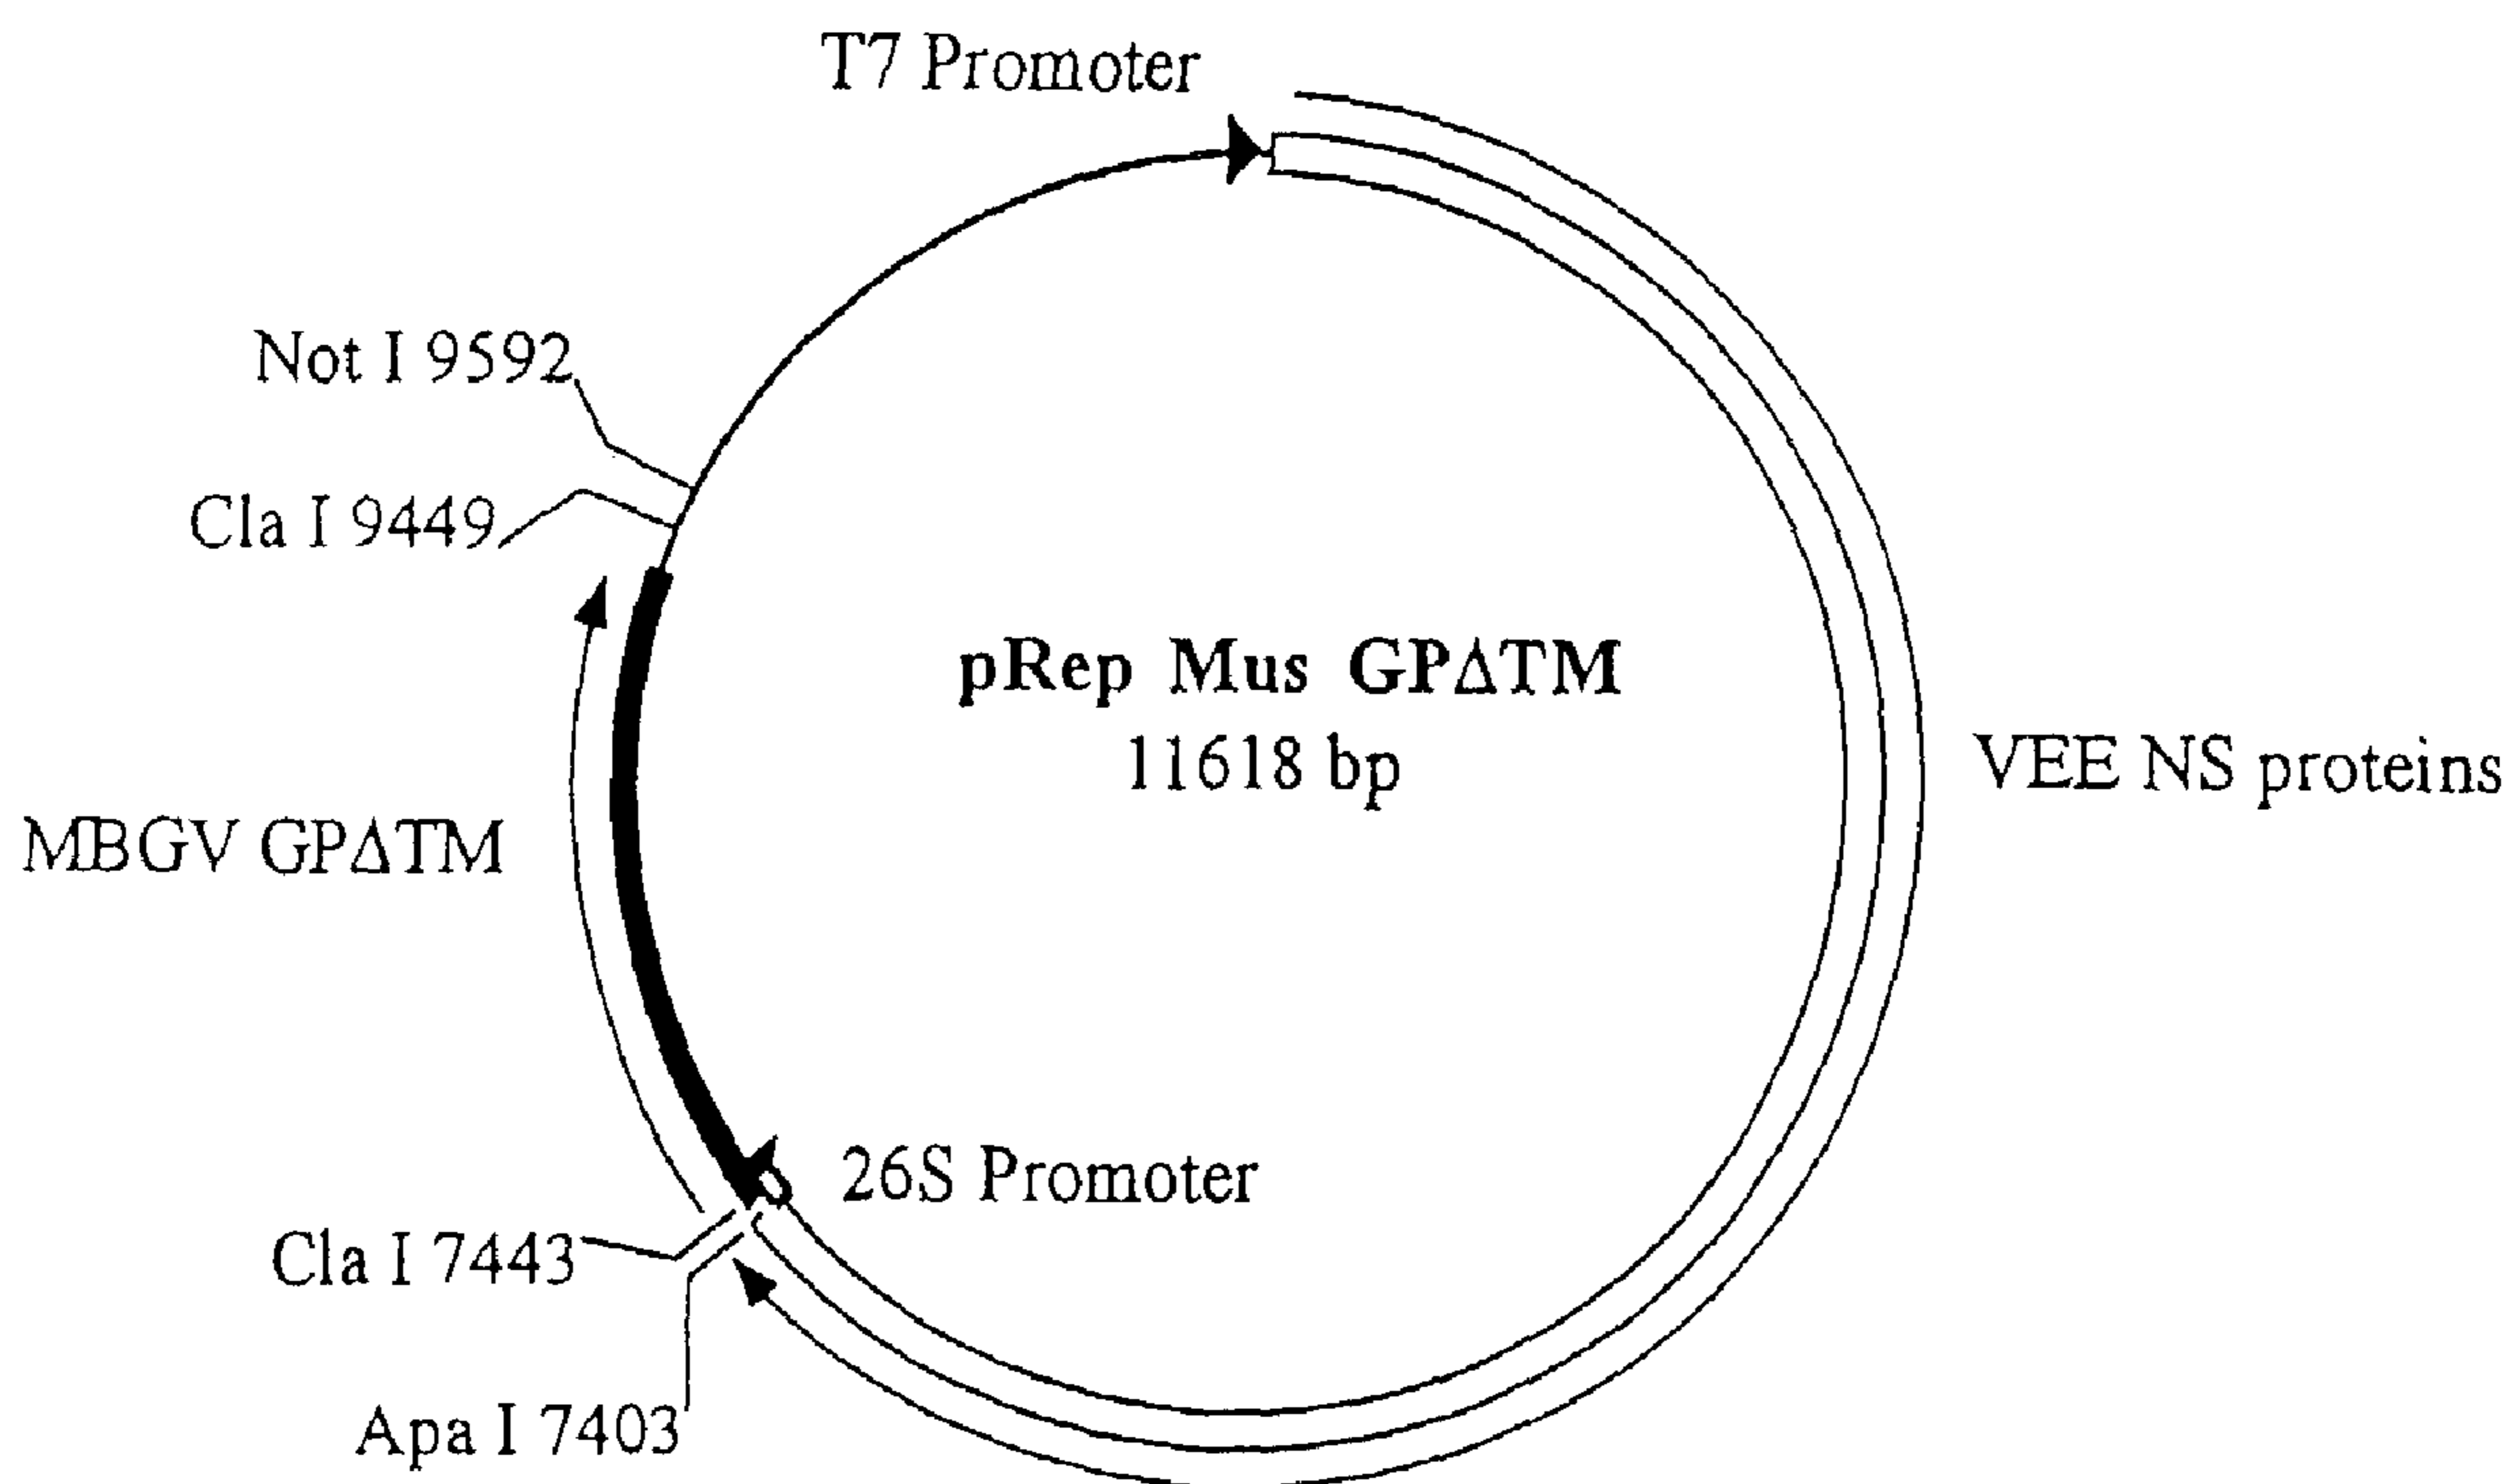 T7 Promoter
Not I 9592
Cla I 9449
pRep Mus GPΔTM
11618 bp
VEE NS proteins
MBGV GPΔTM
26S Promoter
Cla I 7443
Apa I 7403